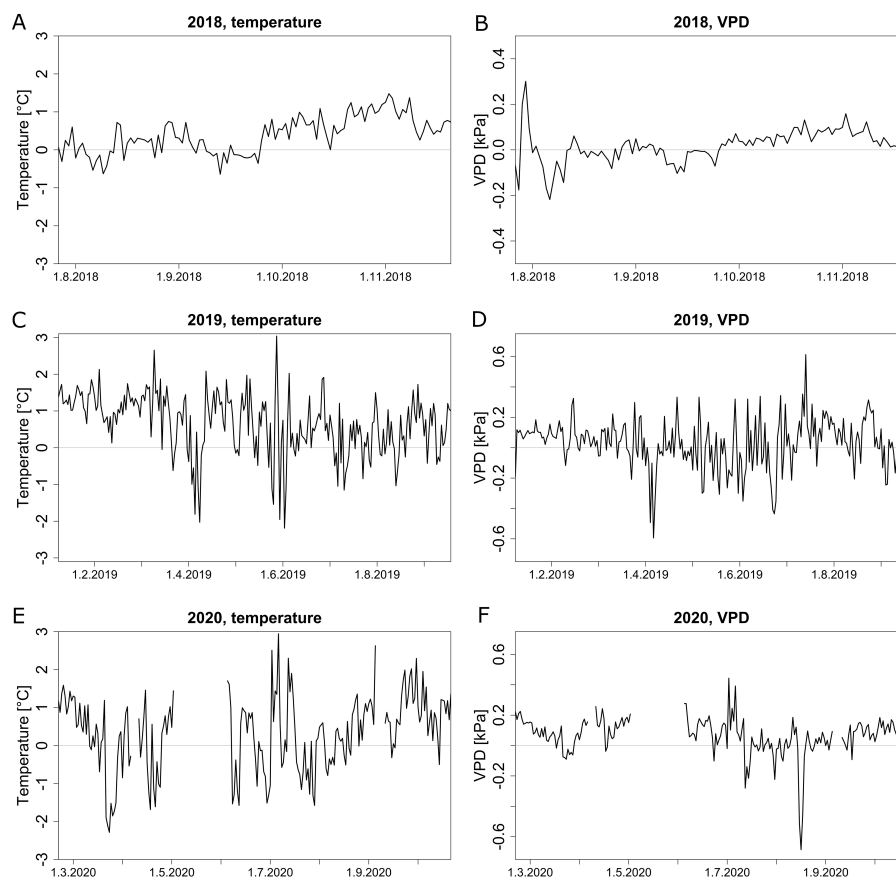 A 2018, temperature
Temperature [°C]
3
2
1
0
-1
-2
-3
1.8.2018 1.9.2018 1.10.2018 1.11.2018
B 2018, VPD
VPD [kPa]
0.4
0.2
0.0
-0.2
-0.4
1.8.2018 1.9.2018 1.10.2018 1.11.2018
C 2019, temperature
Temperature [°C]
3
2
1
0
-1
-2
-3
1.2.2019 1.4.2019 1.6.2019 1.8.2019
D 2019, VPD
VPD [kPa]
0.6
0.2
-0.2
-0.6
1.2.2019 1.4.2019 1.6.2019 1.8.2019
E 2020, temperature
Temperature [°C]
3
2
1
0
-1
-2
-3
1.3.2020 1.5.2020 1.7.2020 1.9.2020
F 2020, VPD
VPD [kPa]
0.6
0.2
-0.2
-0.6
1.3.2020 1.5.2020 1.7.2020 1.9.2020